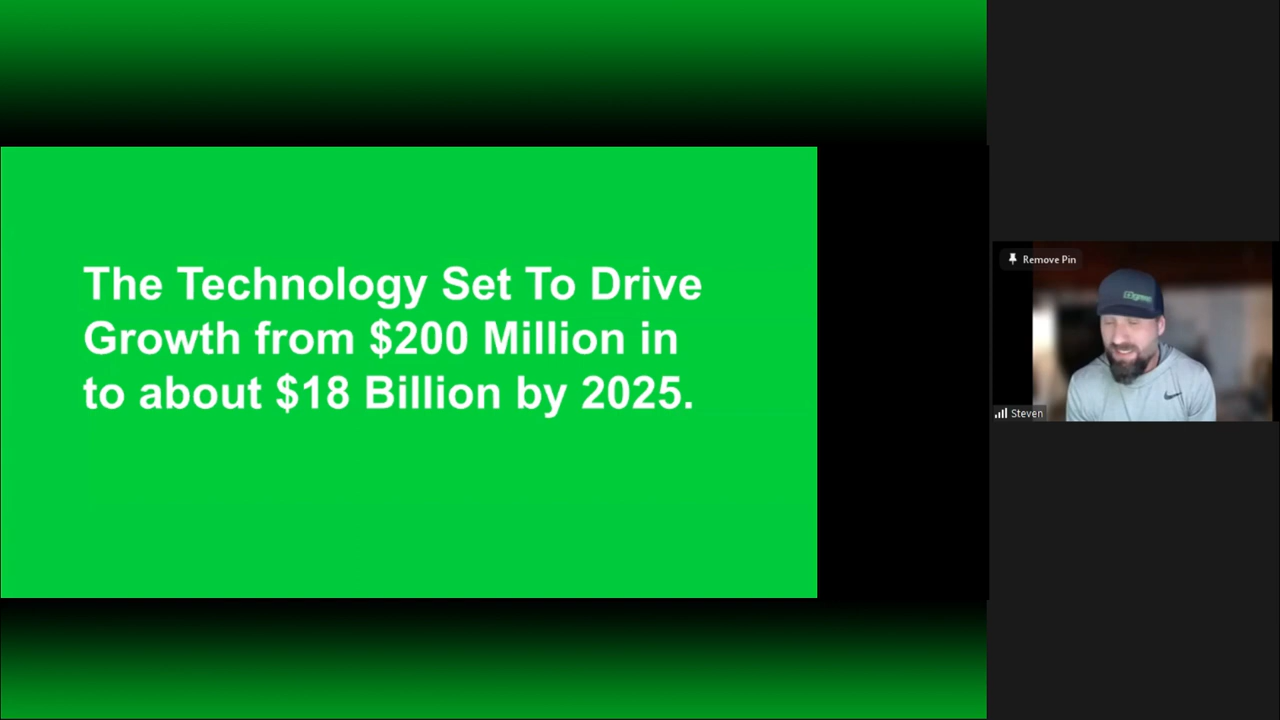 The Technology Set To Drive
Growth from $200 Million in
to about $18 Billion by 2025.
Remove Pin
Steven